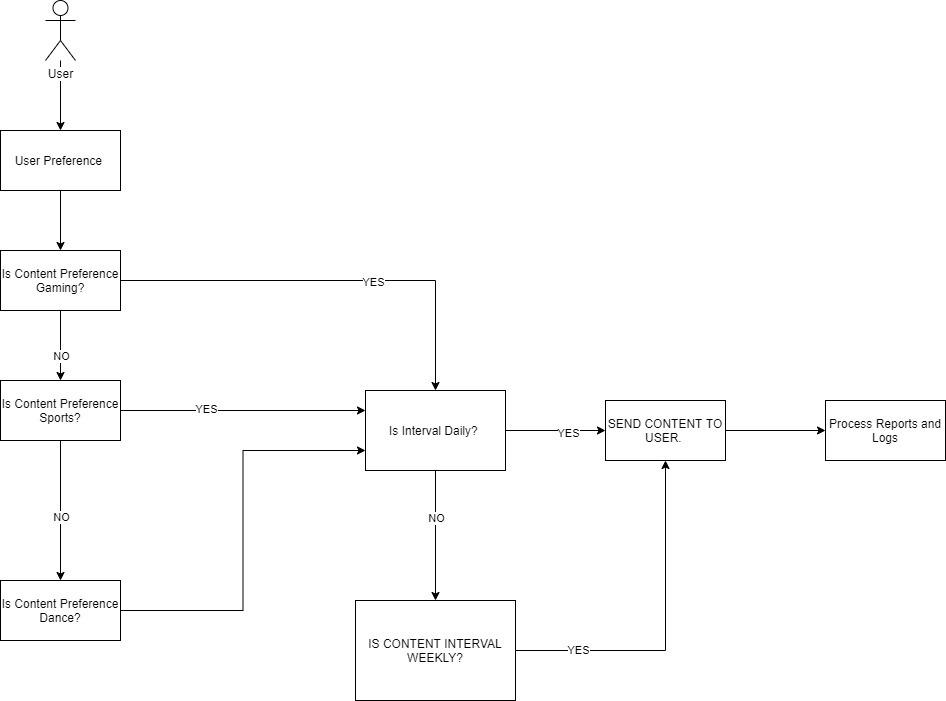 User
User Preference
Is Content Preference
Gaming?
YES
NO
Is Content Preference
Sports?
YES
Is Interval Daily?
YES
SEND CONTENT TO
USER.
Process Reports and
Logs
NO
NO
Is Content Preference
Dance?
IS CONTENT INTERVAL
WEEKLY?
YES